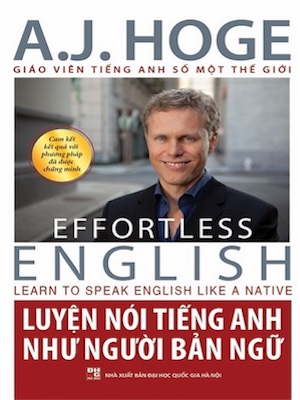 A.J. HOGE
GIÁO VIÊN TIẾNG ANH SỐ MỘT THẾ GIỚI
Cam kết
kết quả với
phương pháp
đã được
chứng minh
EFFORTLESS
ENGLISH
LEARN TO SPEAK ENGLISH LIKE A NATIVE
LUYỆN NÓI TIẾNG ANH
NHƯ NGƯỜI BẢN NGỮ
NHÀ XUẤT BẢN ĐẠI HỌC QUỐC GIA HÀ NỘI